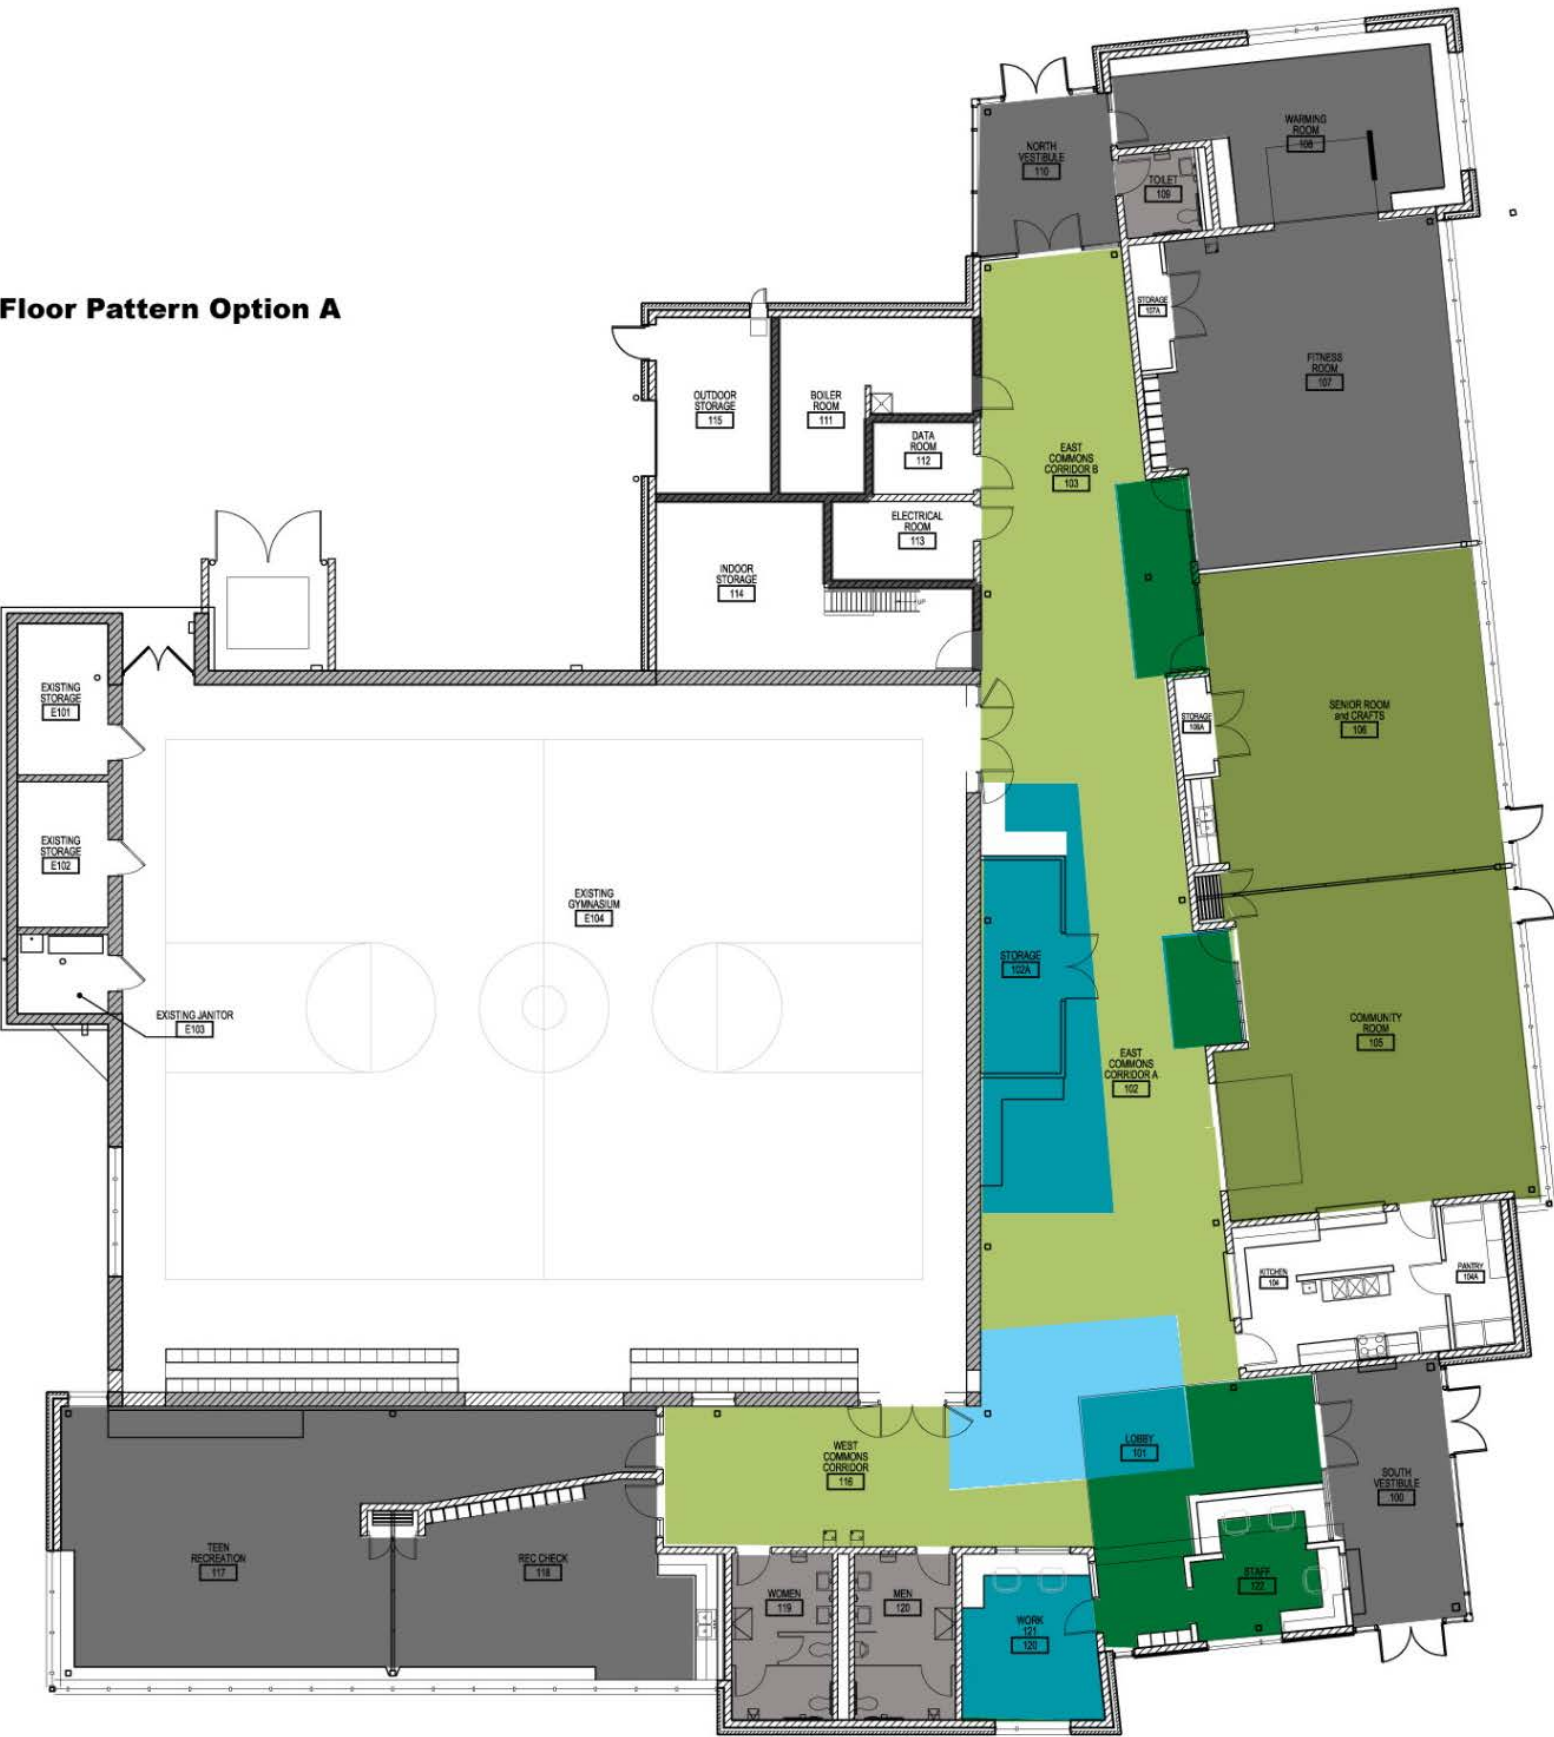 Floor Pattern Option A
WARMING
ROOM
108
NORTH
VESTIBULE
110
TOILET
109
STORAGE
107A
FITNESS
ROOM
107
OUTDOOR
STORAGE
115
BOILER
ROOM
111
DATA
ROOM
112
EAST
COMMONS
CORRIDOR B
103
ELECTRICAL
ROOM
113
INDOOR
STORAGE
114
UP
EXISTING
STORAGE
E101
SENIOR ROOM
and CRAFTS
106
STORAGE
106A
EXISTING
STORAGE
E102
EXISTING
GYMNASIUM
E104
STORAGE
102A
EXISTING JANITOR
E103
COMMUNITY
ROOM
105
EAST
COMMONS
CORRIDOR A
102
KITCHEN
104
PANTRY
104A
WEST
COMMONS
CORRIDOR
116
LOBBY
101
SOUTH
VESTIBULE
100
TEEN
RECREATION
117
REC CHECK
118
WOMEN
119
MEN
120
WORK
121
120
STAFF
122